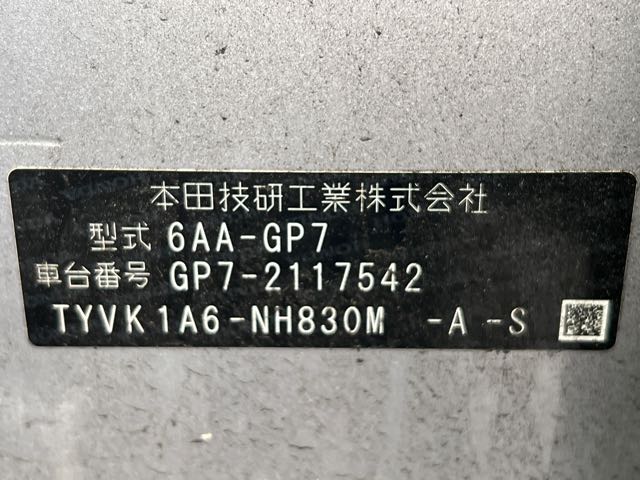 本田技研工業株式会社
型式 6AA-GP7
車台番号 GP7-2117542
TYVK1A6-NH830M -A -S